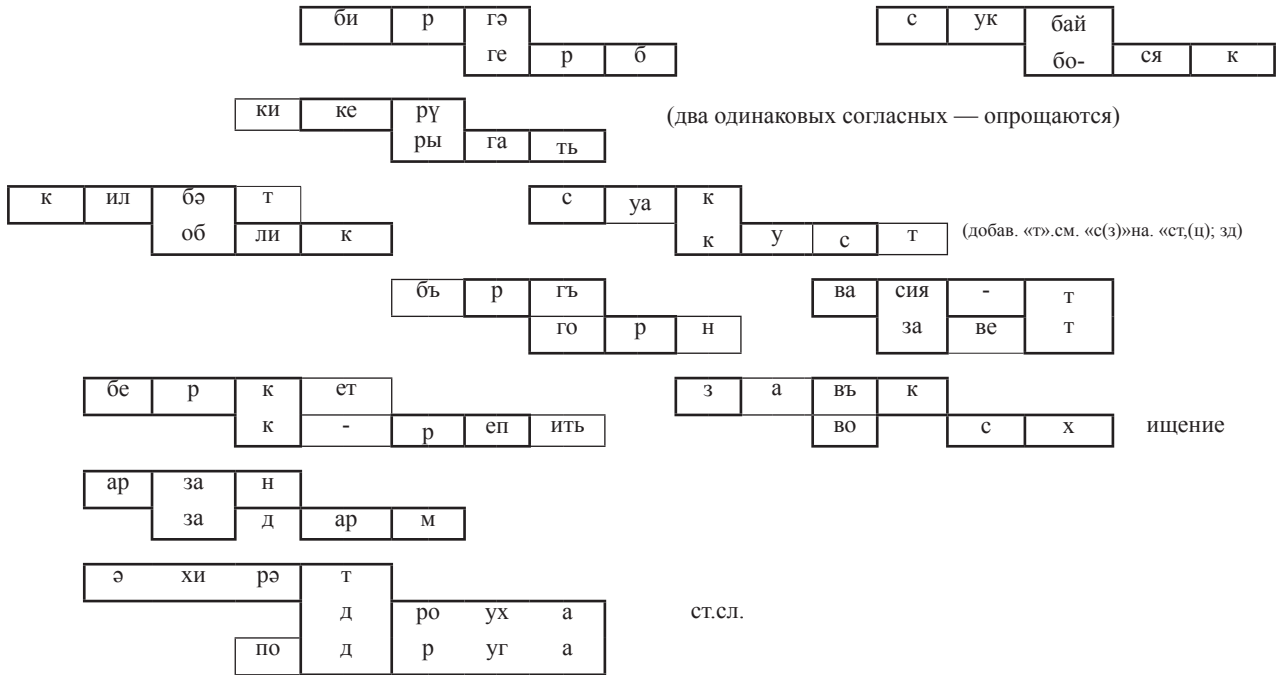 би р гә с ук бай
ге р б бо- ся к
ки ке рү (два одинаковых согласных — опрощаются)
ры га ть
к ил бә т с уа к
об ли к к у с т (добав. «т».см. «с(з)»на. «ст,(ц); зд)
бъ р гъ ва сия - т
го р н за ве т
бе р к ет з а въ к
к - р еп ить во с х ищение
ар за н
за д ар м
ә хи рә т
д ро ух а ст.сл.
по д р уг а